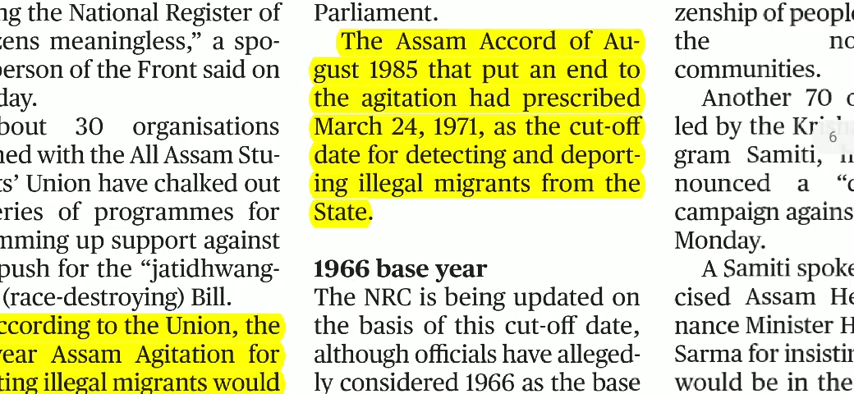 ng the National Register of
zens meaningless,” a spo-
person of the Front said on
day.
bout 30 organisations
ned with the All Assam Stu-
ts’ Union have chalked out
eries of programmes for
mming up support against
push for the “jatidhwang-
(race-destroying) Bill.
ccording to the Union, the
year Assam Agitation for
ting illegal migrants would
Parliament.
The Assam Accord of Au-
gust 1985 that put an end to
the agitation had prescribed
March 24, 1971, as the cut-off
date for detecting and deport-
ing illegal migrants from the
State.
1966 base year
The NRC is being updated on
the basis of this cut-off date,
although officials have alleged-
ly considered 1966 as the base
zenship of people
the no
communities.
Another 70 o
led by the Krish
6
gram Samiti,
nounced a “d
campaign agains
Monday.
A Samiti spoke
cised Assam He
nance Minister H
Sarma for insistin
would be in the